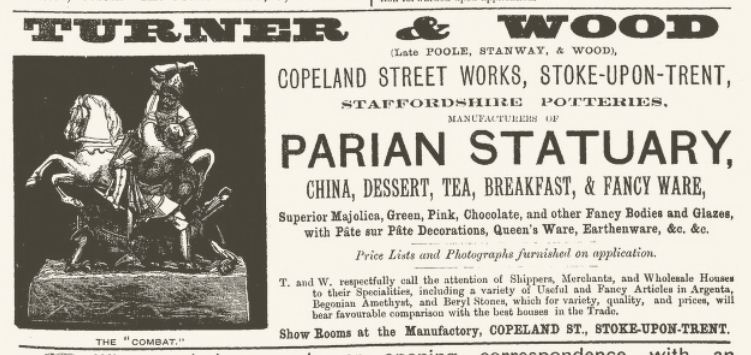 TURNER & WOOD
(Late POOLE, STANWAY, & WOOD),
COPELAND STREET WORKS, STOKE-UPON-TRENT,
STAFFORDSHIRE POTTERIES,
MANUFACTURERS OF
PARIAN STATUARY,
CHINA, DESSERT, TEA, BREAKFAST, & FANCY WARE,
Superior Majolica, Green, Pink, Chocolate, and other Fancy Bodies and Glazes,
with Pâte sur Pâte Decorations, Queen's Ware, Earthenware, &c. &c.
Price Lists and Photographs furnished on application.
T. and W. respectfully call the attention of Shippers, Merchants, and Wholesale Houses
to their Specialities, including a variety of Useful and Fancy Articles in Argenta,
Begonian Amethyst, and Beryl Stones, which for variety, quality, and prices, will
bear favourable comparison with the best houses in the Trade.
Show Rooms at the Manufactory, COPELAND ST., STOKE-UPON-TRENT.
THE "COMBAT."
opening correspondence with an